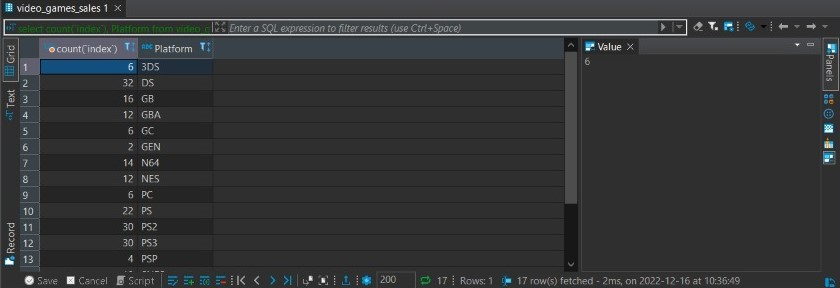 video_games_sales 1
select count('index'), Platform from video_g
Enter a SQL expression to filter results (use Ctrl+Space)
Grid
Text
Record
count('index') Platform
1 6 3DS
2 32 DS
3 16 GB
4 12 GBA
5 6 GC
6 2 GEN
7 14 N64
8 12 NES
9 6 PC
10 22 PS
11 30 PS2
12 30 PS3
13 4 PSP
Value
6
Panels
Save Cancel Script 200 17 Rows: 1 17 row(s) fetched - 2ms, on 2022-12-16 at 10:36:49